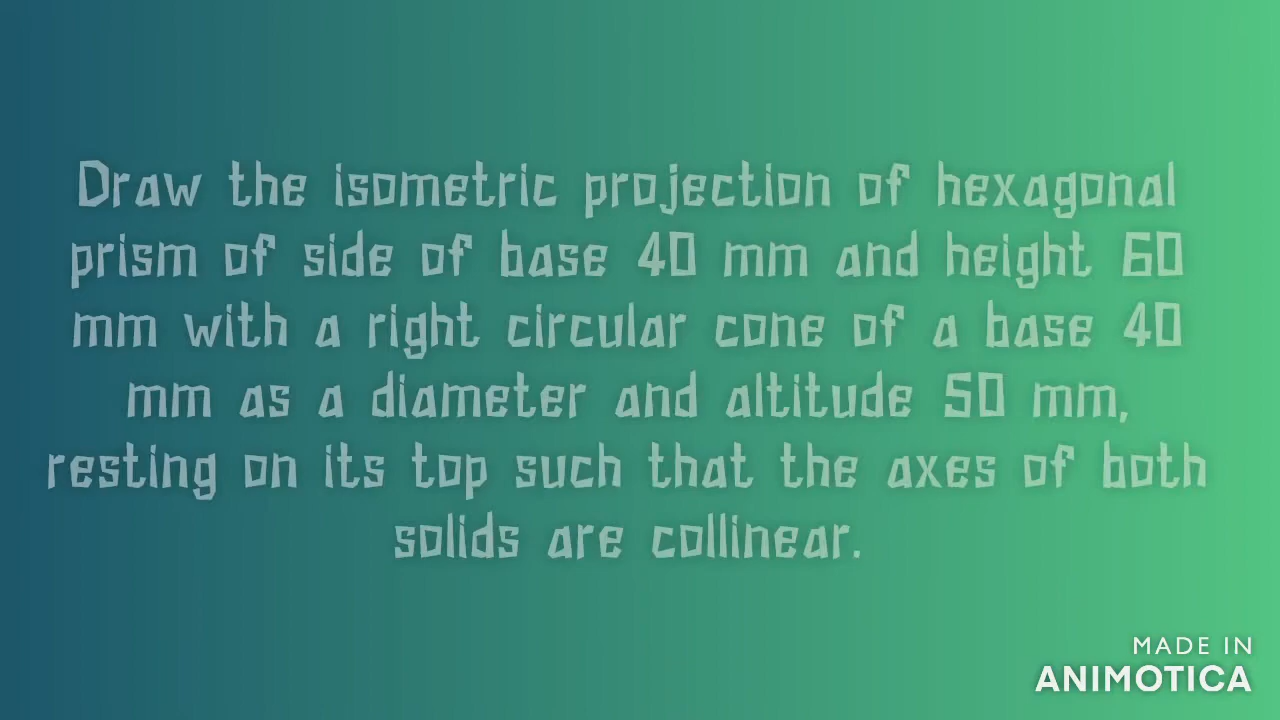 Draw the isometric projection of hexagonal
prism of side of base 40 mm and height 60
mm with a right circular cone of a base 40
mm as a diameter and altitude 50 mm,
resting on its top such that the axes of both
solids are collinear.
MADE IN
ANIMOTICA